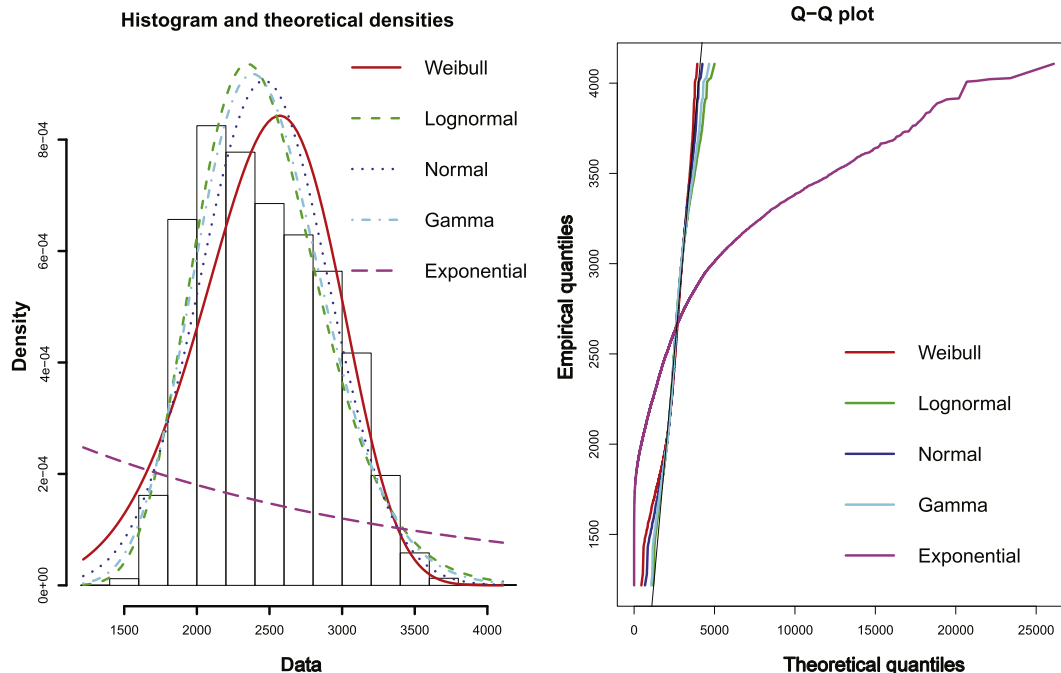 Histogram and theoretical densities
Weibull
Lognormal
Normal
Gamma
Exponential
Density
0e+00
2e−04
4e−04
6e−04
8e−04
1500
2000
2500
3000
3500
4000
Data
Q−Q plot
Empirical quantiles
1500
2000
2500
3000
3500
4000
Weibull
Lognormal
Normal
Gamma
Exponential
0
5000
10000
15000
20000
25000
Theoretical quantiles